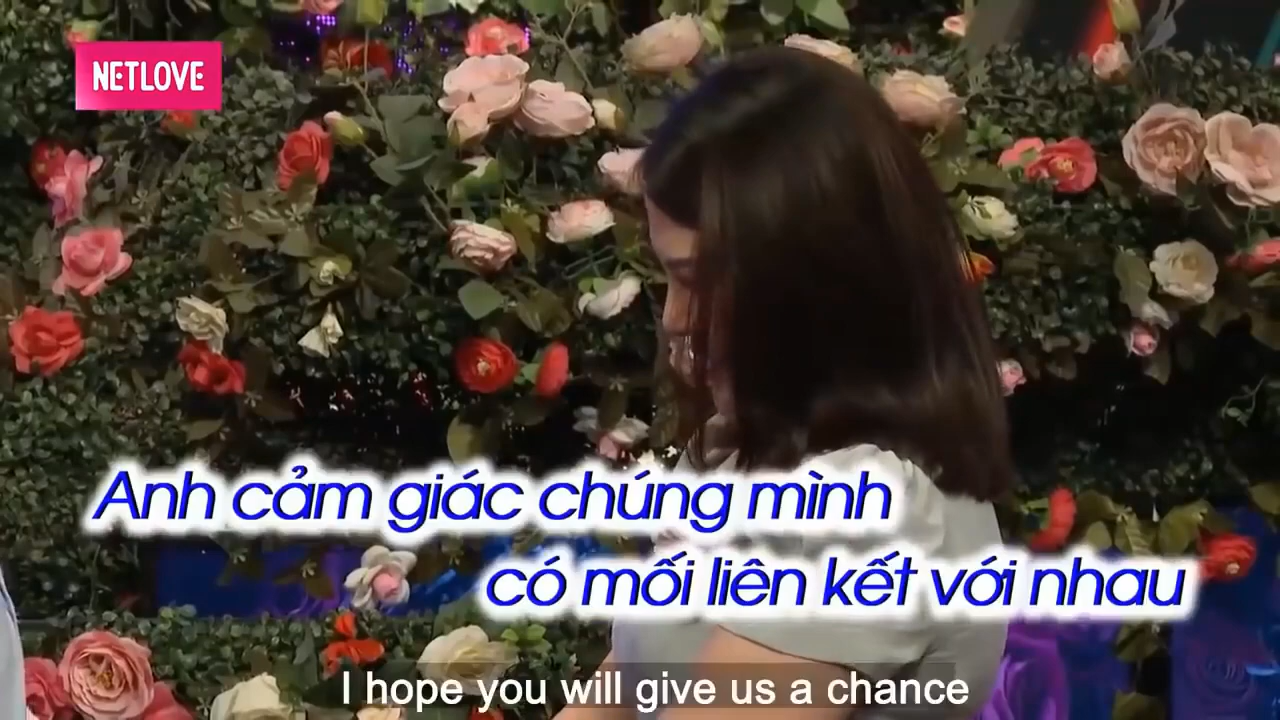 NETLOVE
Anh cảm giác chúng mình
có mối liên kết với nhau
I hope you will give us a chance